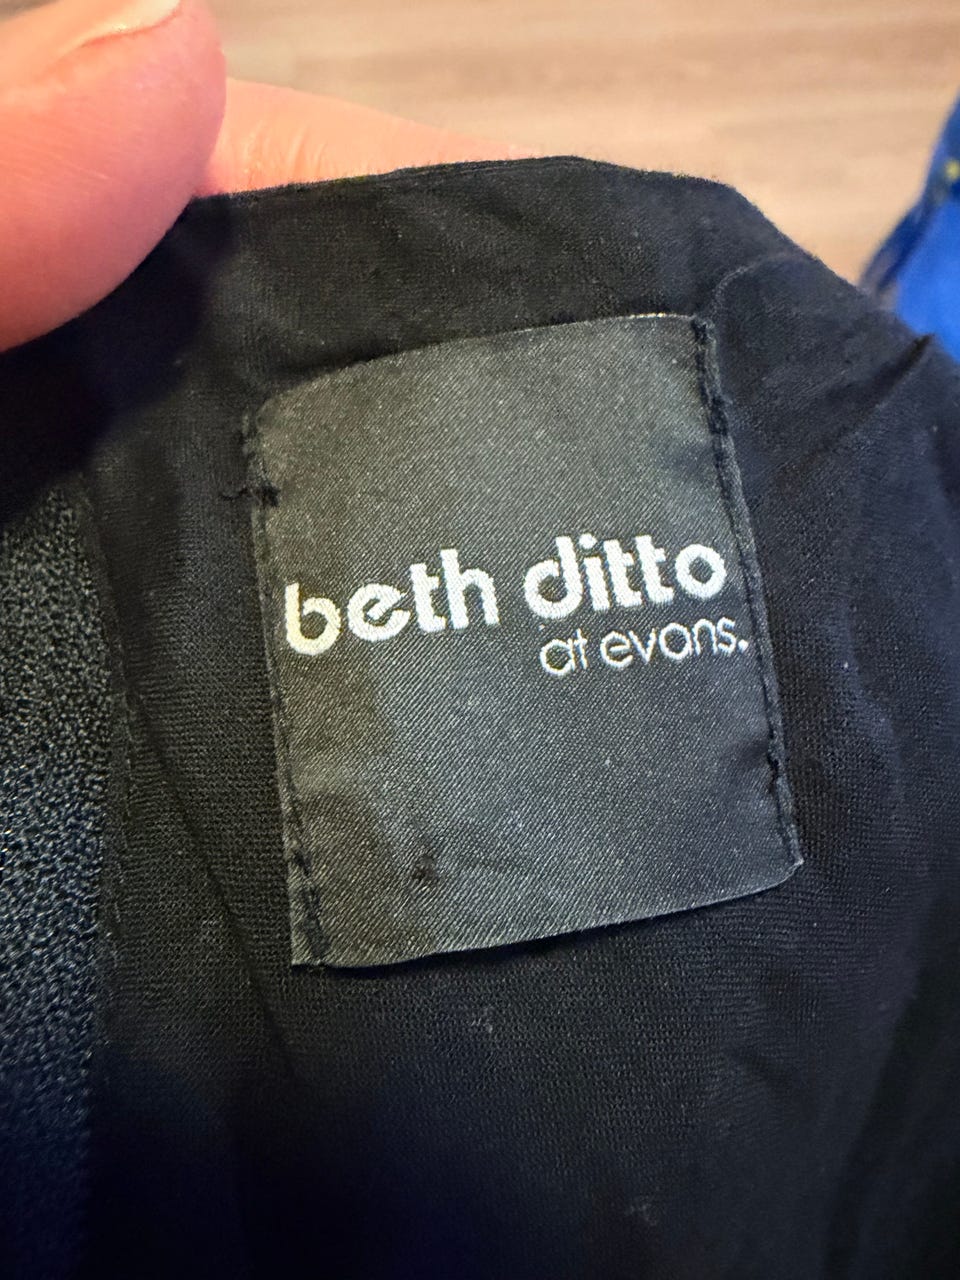 beth ditto
at evans.